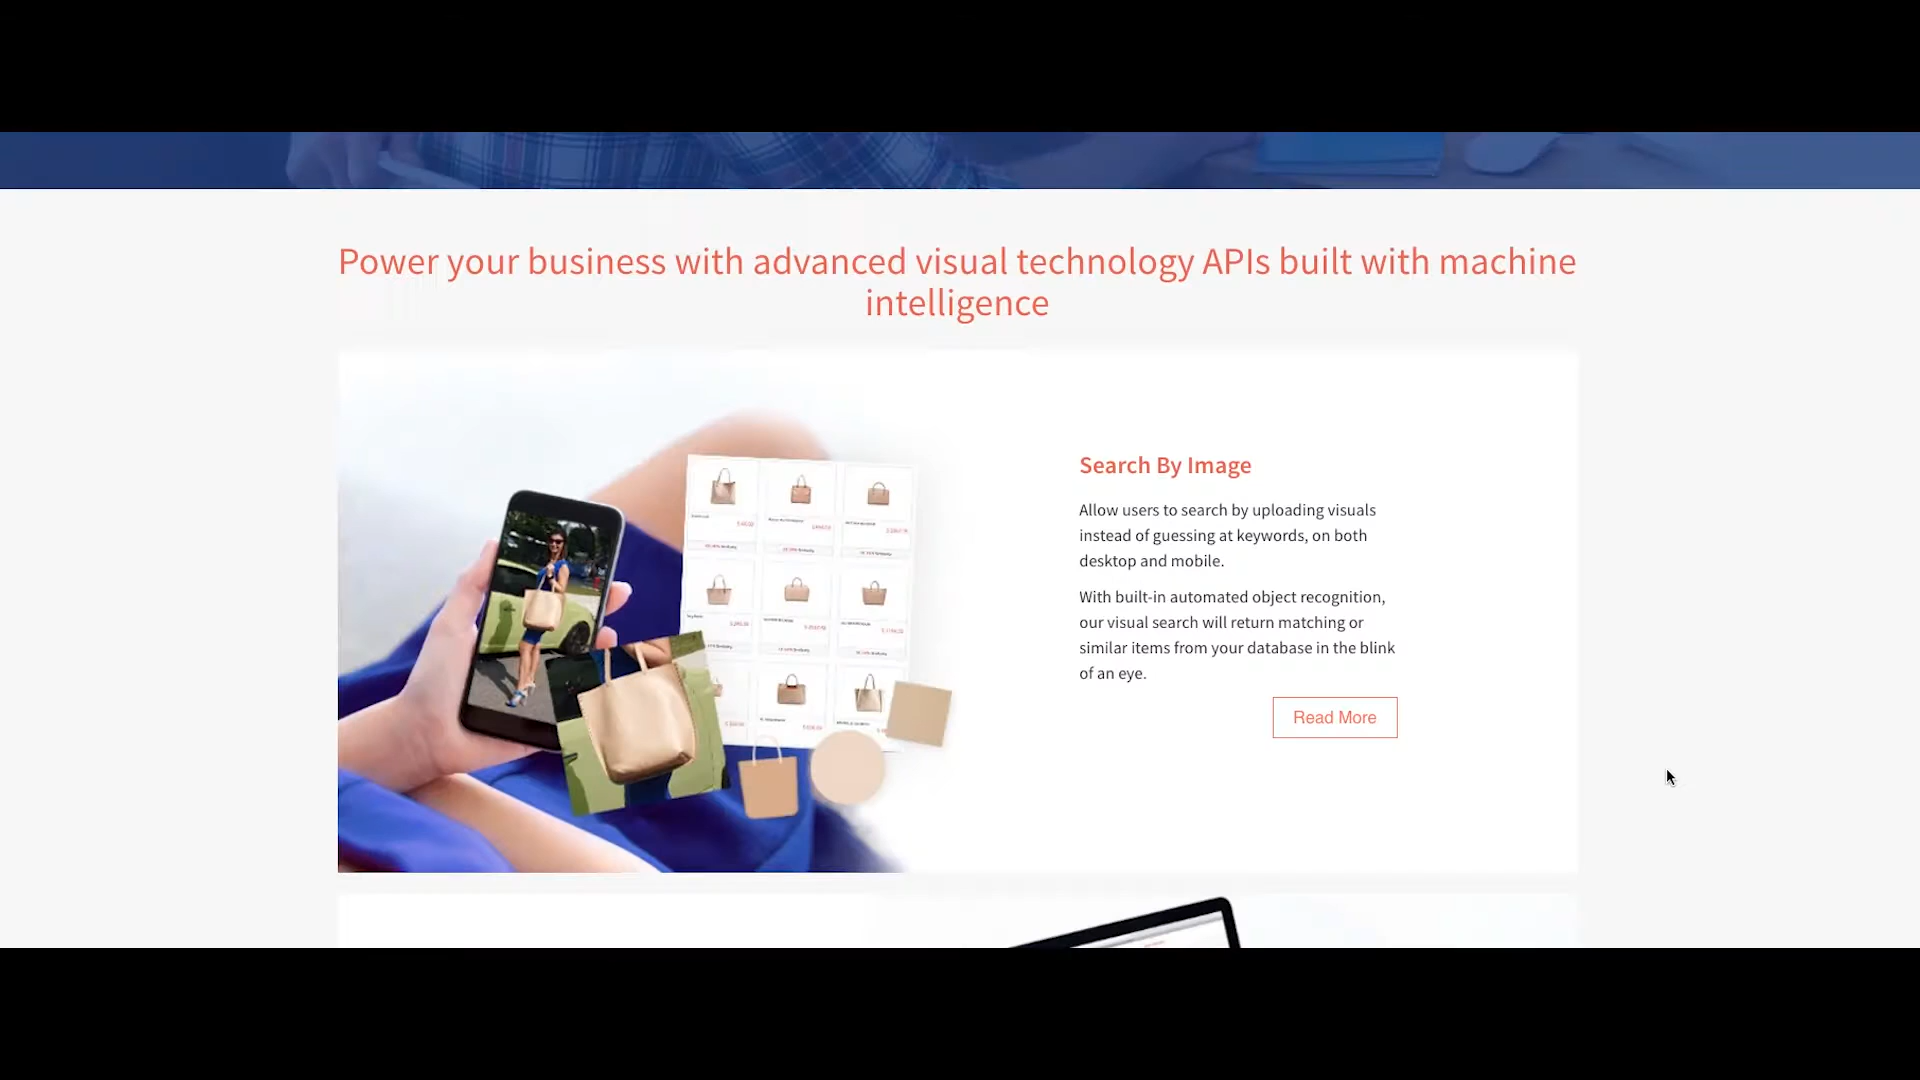 Power your business with advanced visual technology APIs built with machine
intelligence
Search By Image
Allow users to search by uploading visuals
instead of guessing at keywords, on both
desktop and mobile.
With built-in automated object recognition,
our visual search will return matching or
similar items from your database in the blink
of an eye.
Read More